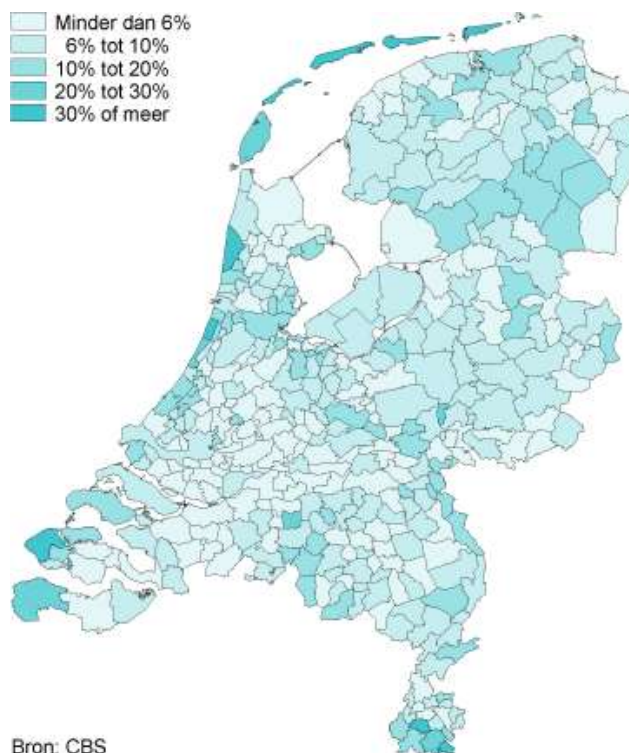 Minder dan 6%
6% tot 10%
10% tot 20%
20% tot 30%
30% of meer
Bron: CBS